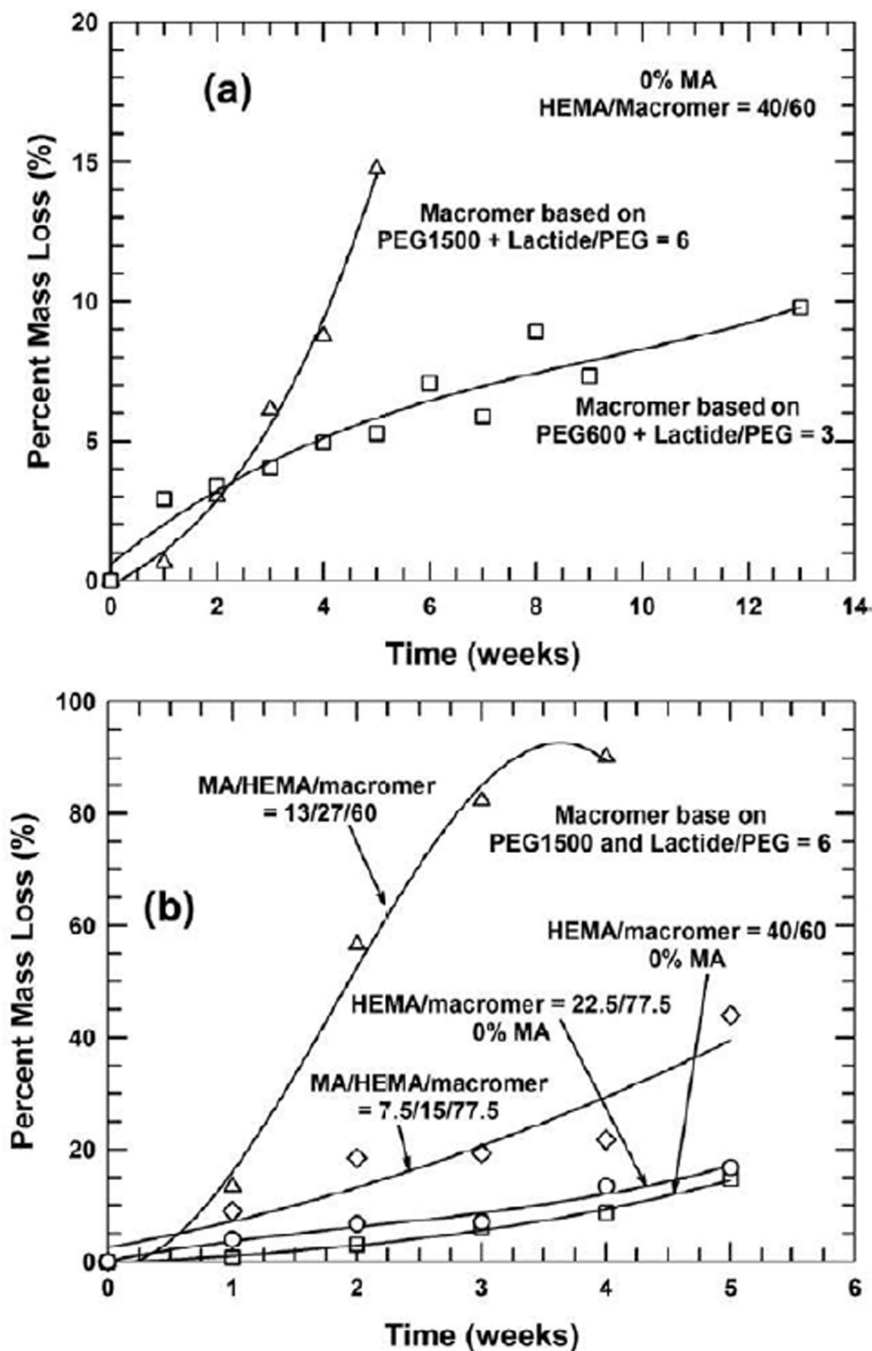 20
(a)
0% MA
HEMA/Macromer = 40/60
15
Macromer based on
PEG1500 + Lactide/PEG = 6
10
Macromer based on
PEG600 + Lactide/PEG = 3
5
0
Percent Mass Loss (%)
0 2 4 6 8 10 12 14
Time (weeks)
100
MA/HEMA/macromer
= 13/27/60
80
Macromer base on
PEG1500 and Lactide/PEG = 6
(b)
60
HEMA/macromer = 40/60
0% MA
HEMA/macromer = 22.5/77.5
0% MA
40
MA/HEMA/macromer
= 7.5/15/77.5
20
0
Percent Mass Loss (%)
0 1 2 3 4 5 6
Time (weeks)